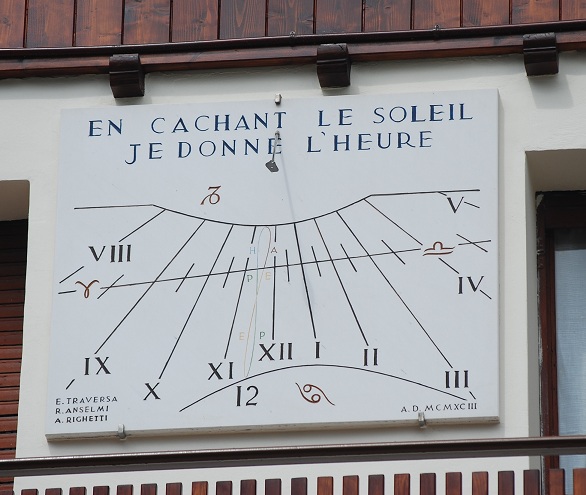 EN CACHANT LE SOLEIL
JE DONNE L'HEURE
V
VIII
H A
P E
IV
E P
IX X XI XII I II III
12
E. TRAVERSA
R. ANSELMI
A. RIGHETTI
A.D. MCMXCIII